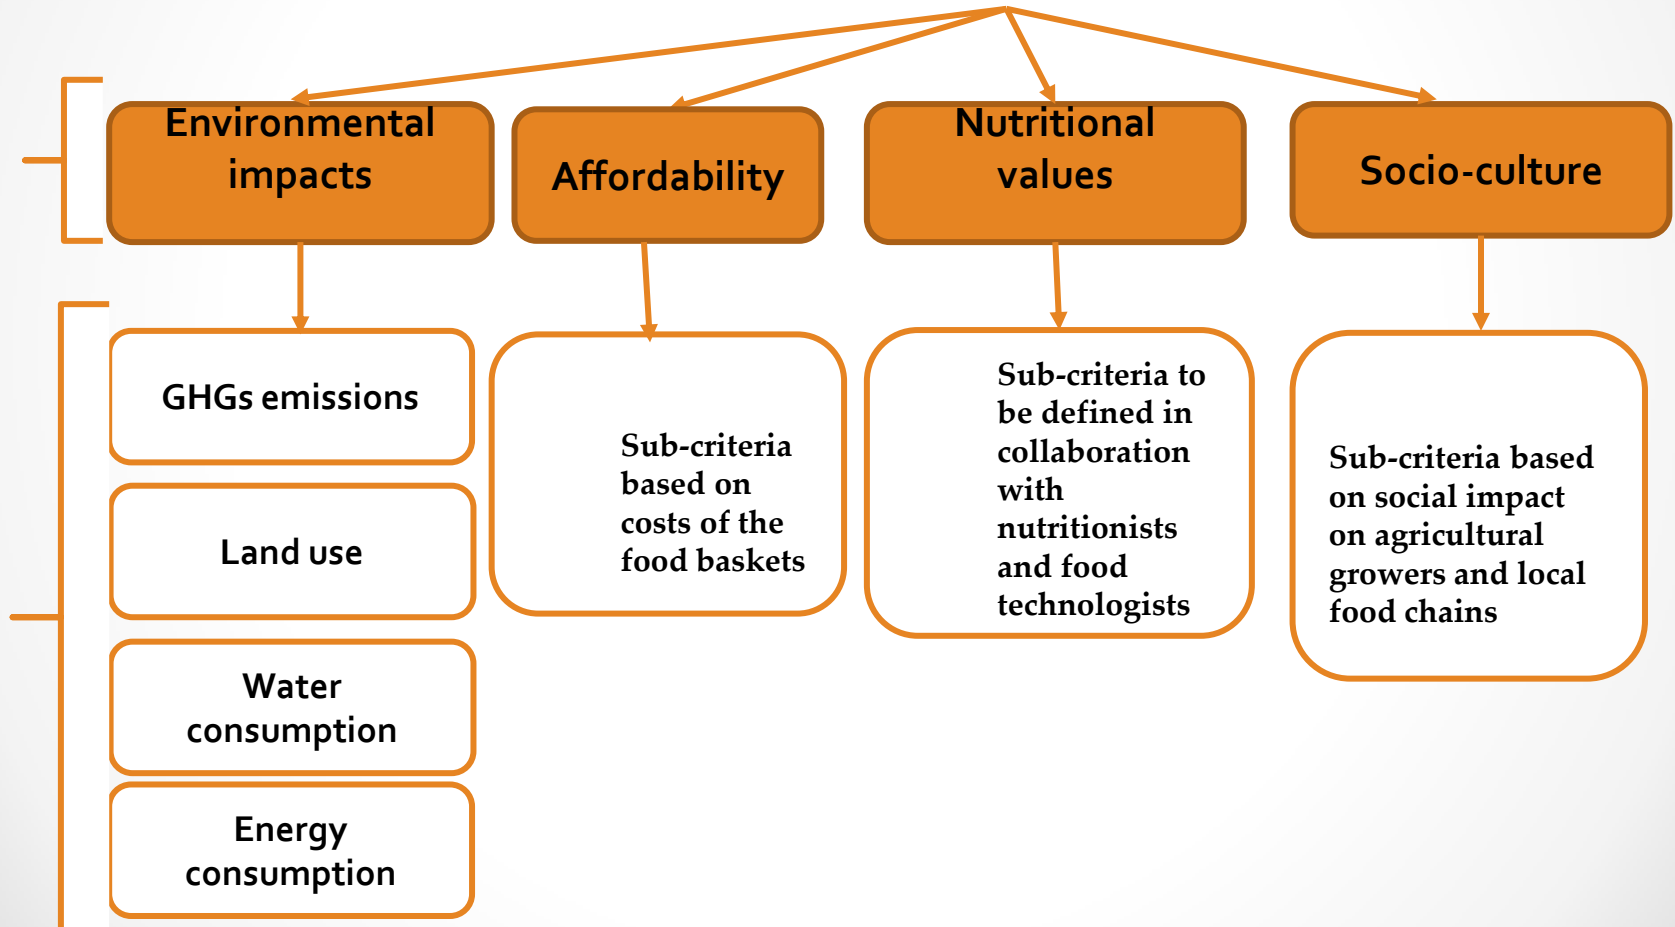 Environmental
impacts
Affordability
Nutritional
values
Socio-culture
GHGs emissions
Land use
Water
consumption
Energy
consumption
Sub-criteria
based on
costs of the
food baskets
Sub-criteria to
be defined in
collaboration
with
nutritionists
and food
technologists
Sub-criteria based
on social impact
on agricultural
growers and local
food chains